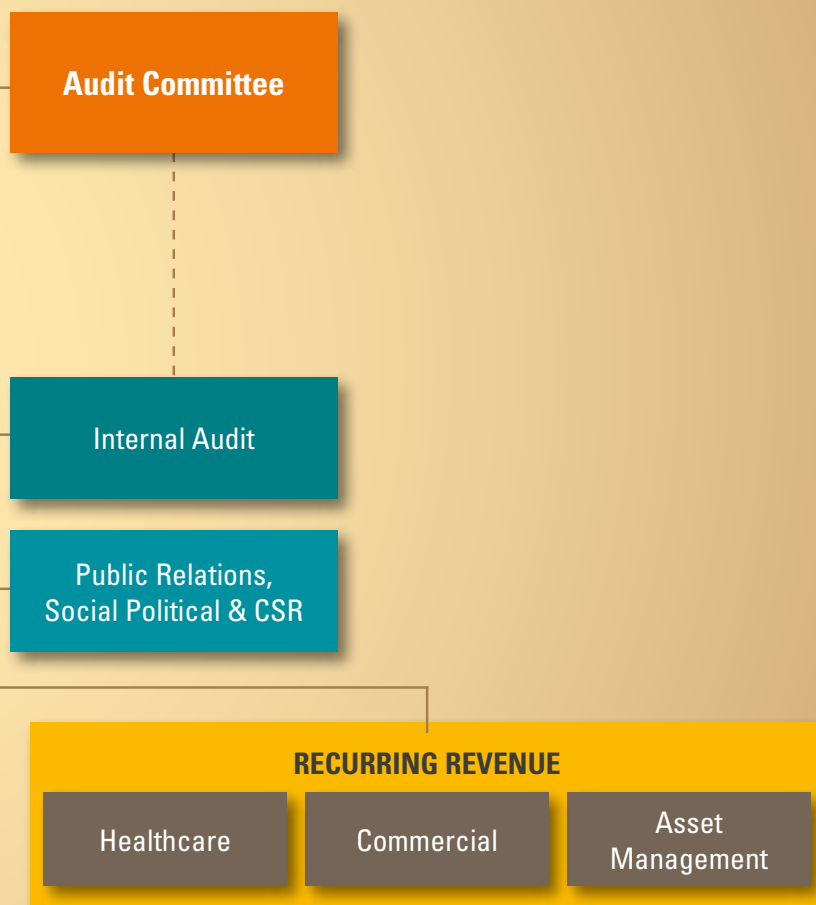 Audit Committee
Internal Audit
Public Relations,
Social Political & CSR
RECURRING REVENUE
Healthcare
Commercial
Asset
Management